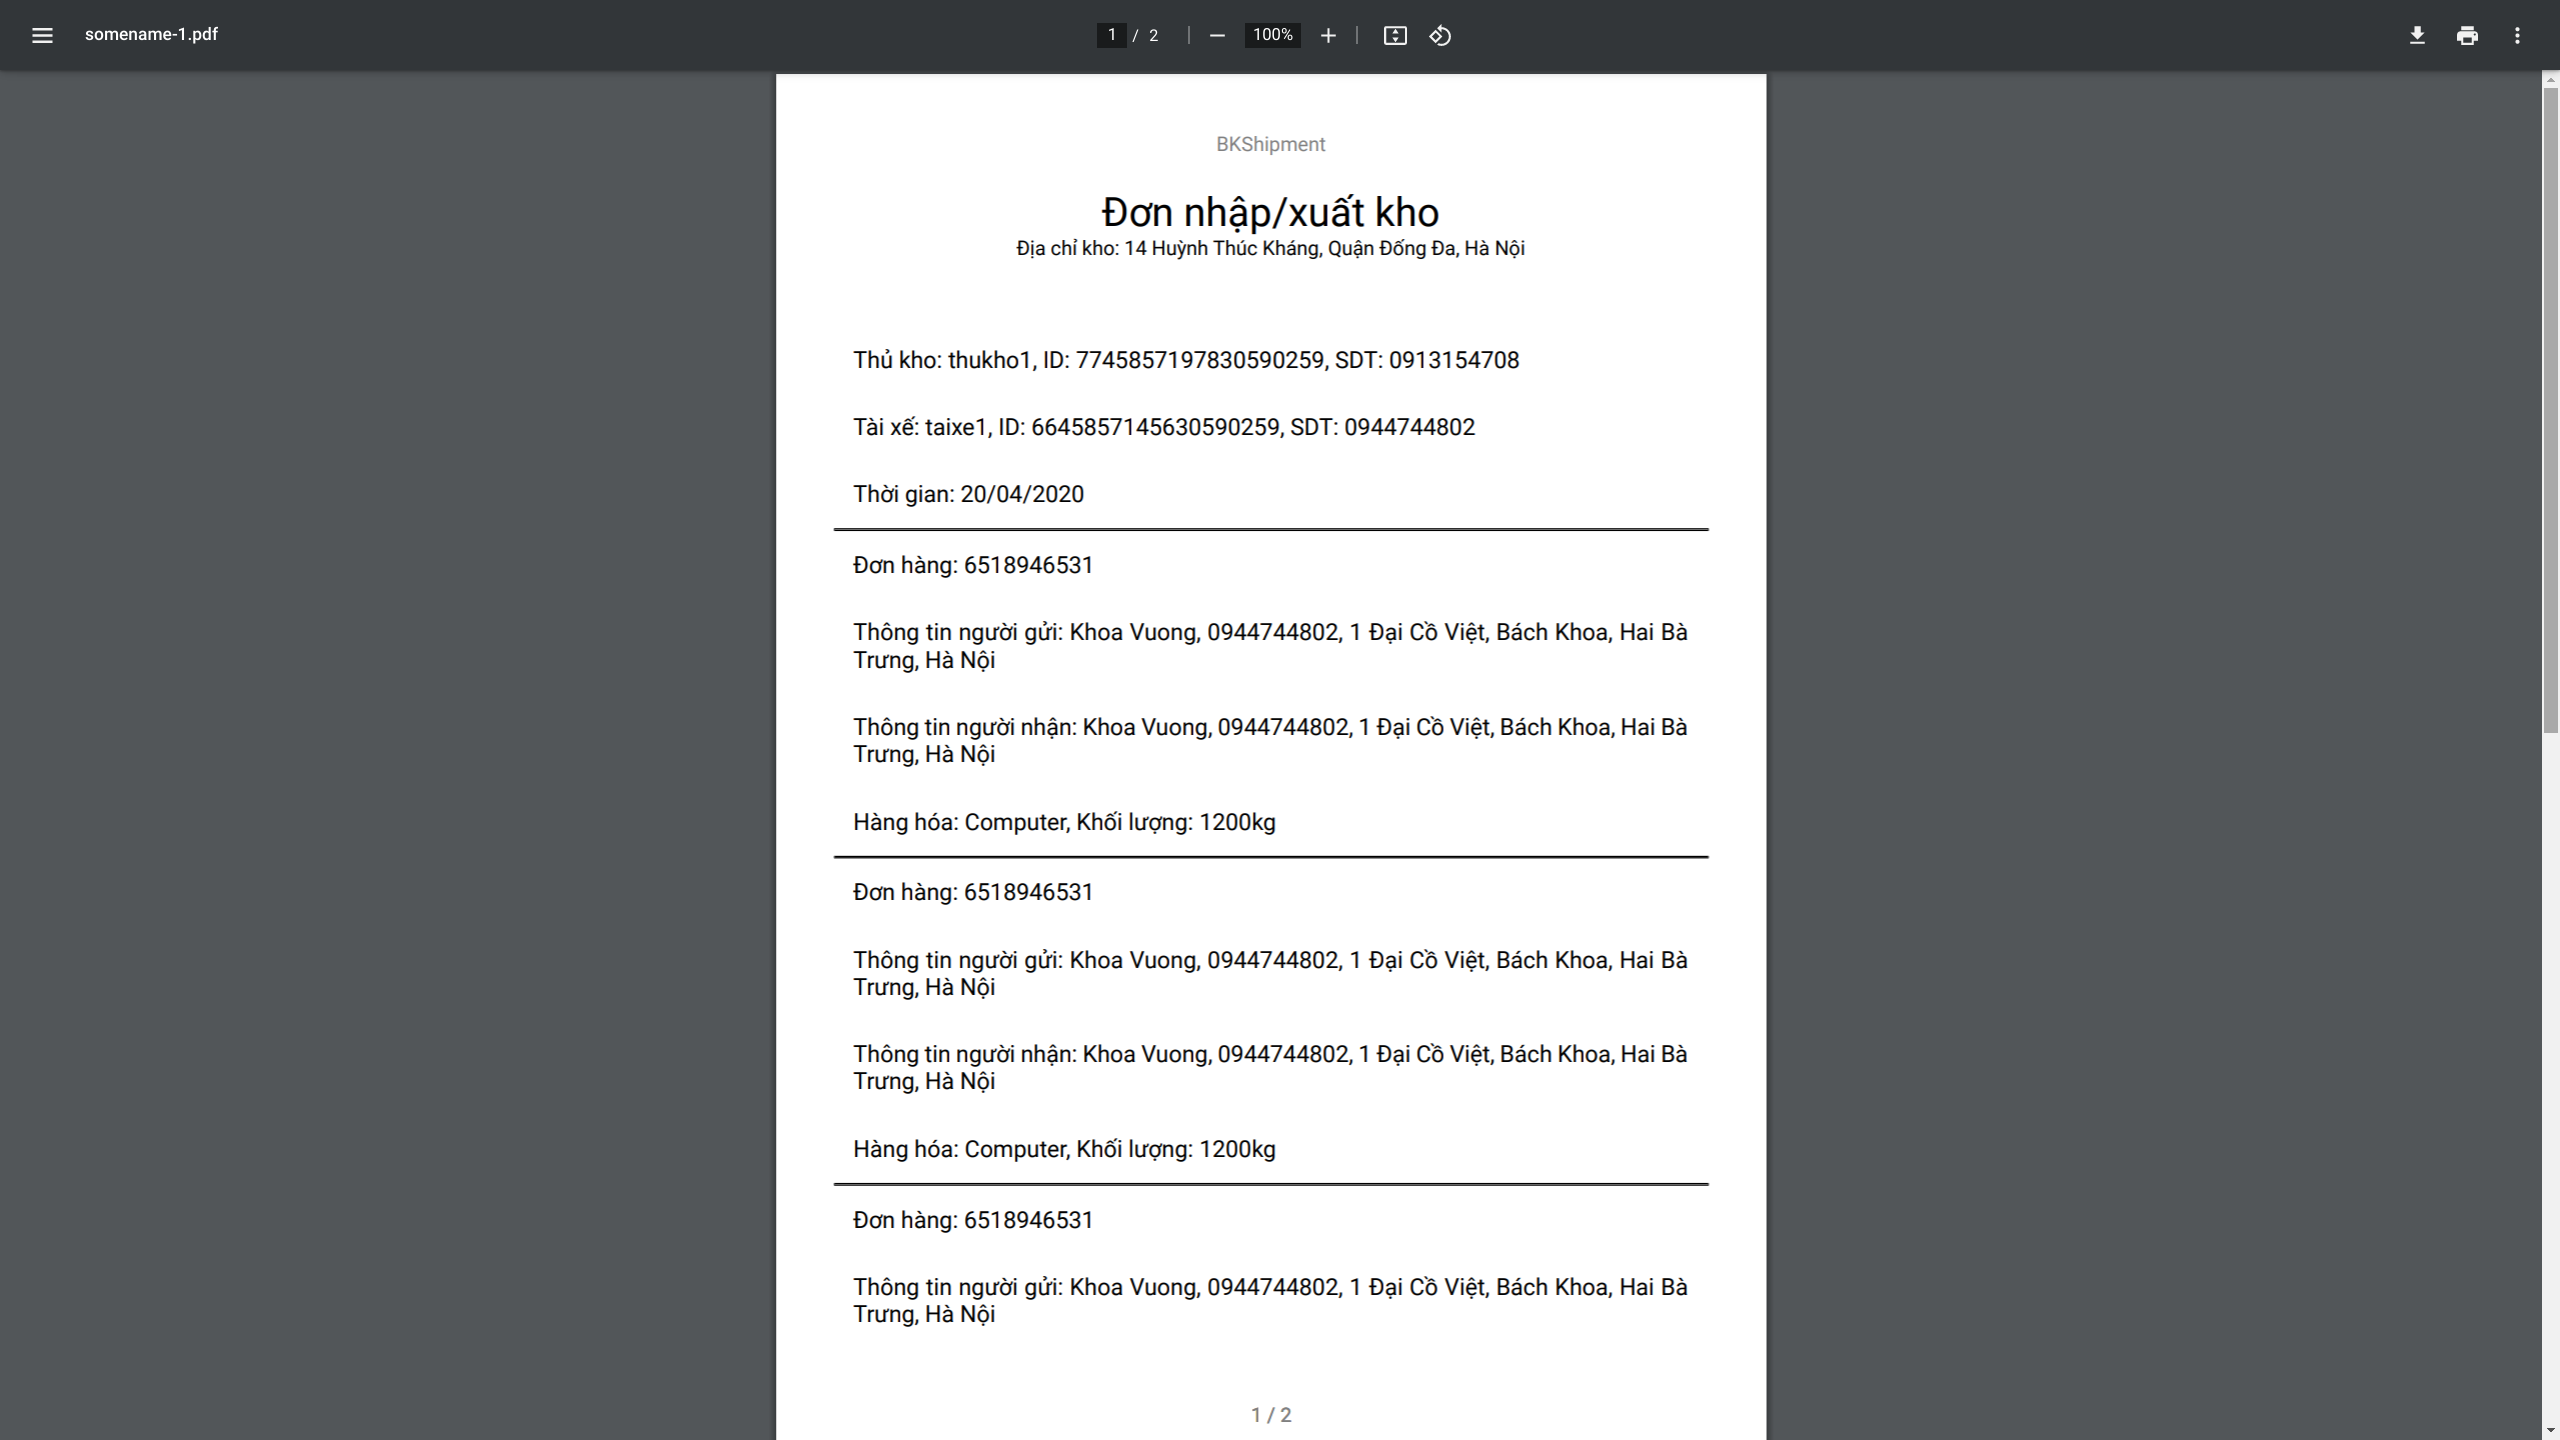 somename-1.pdf
1 / 2
100%
BKShipment
Đơn nhập/xuất kho
Địa chỉ kho: 14 Huỳnh Thúc Kháng, Quận Đống Đa, Hà Nội
Thủ kho: thukho1, ID: 7745857197830590259, SDT: 0913154708
Tài xế: taixe1, ID: 6645857145630590259, SDT: 0944744802
Thời gian: 20/04/2020
Đơn hàng: 6518946531
Thông tin người gửi: Khoa Vuong, 0944744802, 1 Đại Cồ Việt, Bách Khoa, Hai Bà
Trưng, Hà Nội
Thông tin người nhận: Khoa Vuong, 0944744802, 1 Đại Cồ Việt, Bách Khoa, Hai Bà
Trưng, Hà Nội
Hàng hóa: Computer, Khối lượng: 1200kg
Đơn hàng: 6518946531
Thông tin người gửi: Khoa Vuong, 0944744802, 1 Đại Cồ Việt, Bách Khoa, Hai Bà
Trưng, Hà Nội
Thông tin người nhận: Khoa Vuong, 0944744802, 1 Đại Cồ Việt, Bách Khoa, Hai Bà
Trưng, Hà Nội
Hàng hóa: Computer, Khối lượng: 1200kg
Đơn hàng: 6518946531
Thông tin người gửi: Khoa Vuong, 0944744802, 1 Đại Cồ Việt, Bách Khoa, Hai Bà
Trưng, Hà Nội
1 / 2